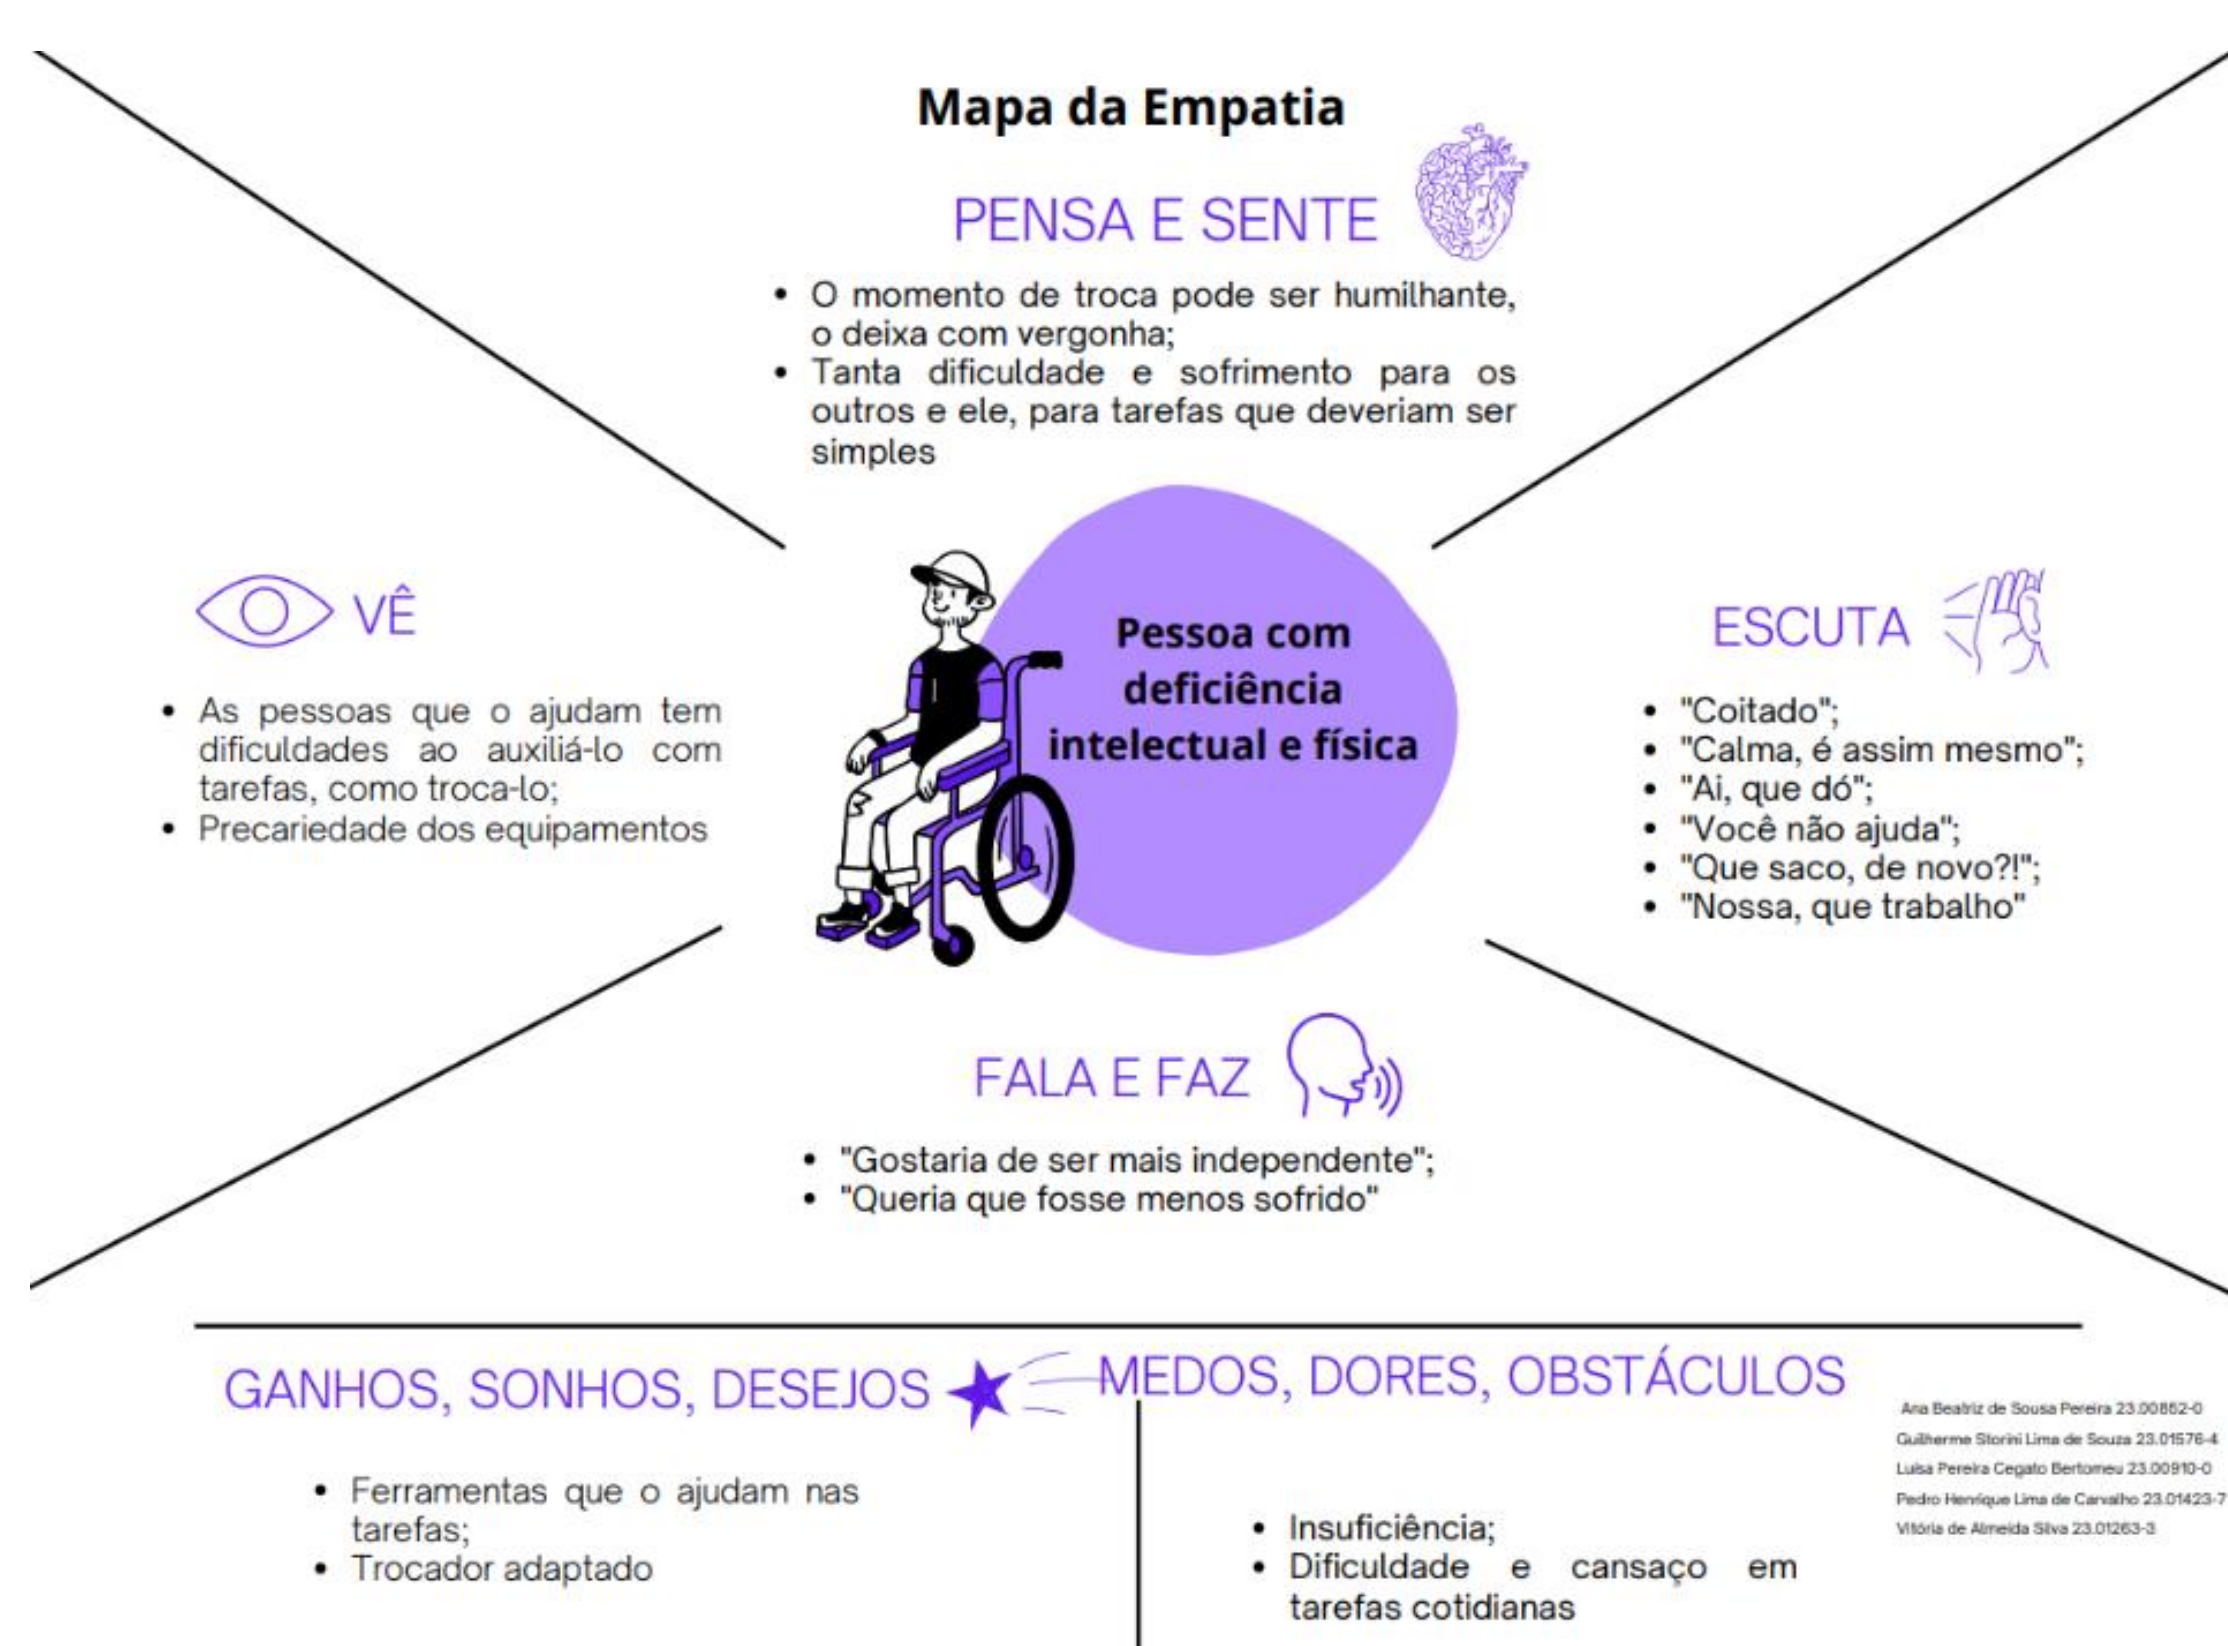 Mapa da Empatia
PENSA E SENTE
• O momento de troca pode ser humilhante,
o deixa com vergonha;
• Tanta dificuldade e sofrimento para os
outros e ele, para tarefas que deveriam ser
simples
VÊ
• As pessoas que o ajudam tem
dificuldades ao auxiliá-lo com
tarefas, como troca-lo;
• Precariedade dos equipamentos
Pessoa com
deficiência
intelectual e física
ESCUTA
• "Coitado";
• "Calma, é assim mesmo";
• "Ai, que dó";
• "Você não ajuda";
• "Que saco, de novo?!";
• "Nossa, que trabalho"
FALA E FAZ
• "Gostaria de ser mais independente";
• "Queria que fosse menos sofrido"
GANHOS, SONHOS, DESEJOS
• Ferramentas que o ajudam nas
tarefas;
• Trocador adaptado
MEDOS, DORES, OBSTÁCULOS
• Insuficiência;
• Dificuldade e cansaço em
tarefas cotidianas
Ana Beatriz de Sousa Pereira 23.00852-0
Guilherme Storini Lima de Souza 23.01576-4
Luísa Pereira Cegato Bertomeu 23.00910-0
Pedro Henrique Lima de Carvalho 23.01423-7
Vitória de Almeida Silva 23.01263-3